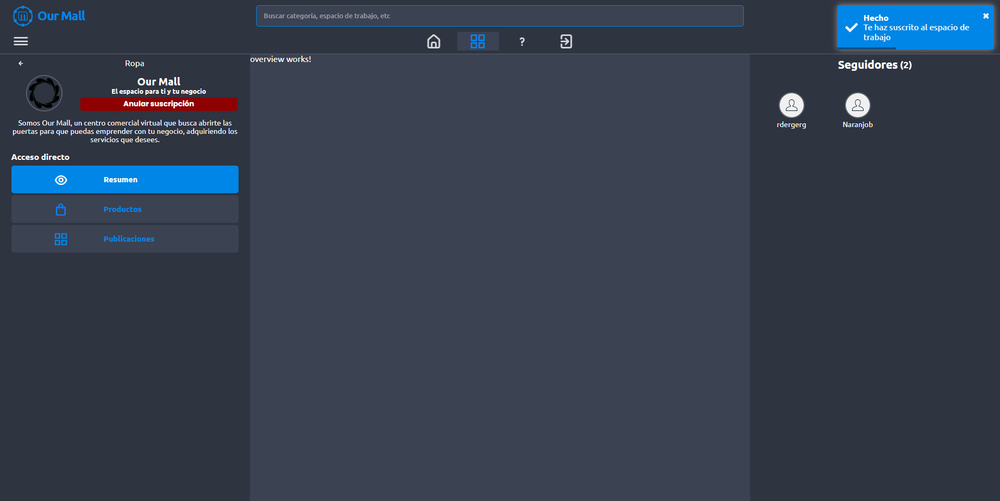 Our Mall
Buscar categoría, espacio de trabajo, etc
Hecho
Te haz suscrito al espacio de
trabajo
?
Ropa
Our Mall
El espacio para ti y tu negocio
Anular suscripción
Somos Our Mall, un centro comercial virtual que busca abrirte las
puertas para que puedas emprender con tu negocio, adquiriendo los
servicios que desees.
Acceso directo
Resumen
Productos
Publicaciones
overview works!
Seguidores (2)
rdergerg
Naranjob